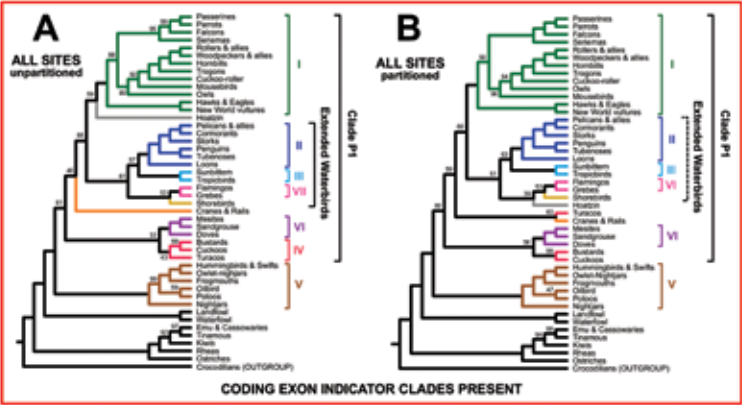 A
ALL SITES
unpartitioned
Passerines
Parrots
Falcons
Seriemas
Rollers & allies
Woodpeckers & allies
Hornbills
Trogons
Cuckoo-roller
Mousebirds
Owls
Hawks & Eagles
New World vultures
Hoatzin
Pelicans & allies
Cormorants
Storks
Penguins
Tubenoses
Loons
Sunbittern
Tropicbirds
Flamingos
Grebes
Shorebirds
Cranes & Rails
Mesites
Sandgrouse
Doves
Bustards
Cuckoos
Turacos
Hummingbirds & Swifts
Owlet-nightjars
Frogmouths
Oilbird
Potoos
Nightjars
Landfowl
Waterfowl
Emu & Cassowaries
Tinamous
Kiwis
Rheas
Ostriches
Crocodilians (OUTGROUP)
I
II
III
VII
VI
IV
V
Extended Waterbirds
Clade P1
B
ALL SITES
partitioned
Passerines
Parrots
Falcons
Seriemas
Rollers & allies
Woodpeckers & allies
Hornbills
Trogons
Cuckoo-roller
Owls
Mousebirds
Hawks & Eagles
New World vultures
Pelicans & allies
Cormorants
Storks
Penguins
Tubenoses
Loons
Sunbittern
Tropicbirds
Flamingos
Grebes
Shorebirds
Hoatzin
Turacos
Cranes & Rails
Mesites
Sandgrouse
Doves
Bustards
Cuckoos
Hummingbirds & Swifts
Owlet-Nightjars
Frogmouths
Oilbird
Potoos
Nightjars
Landfowl
Waterfowl
Emu & Cassowaries
Tinamous
Kiwis
Rheas
Ostriches
Crocodilians (OUTGROUP)
I
II
III
VI
VI
V
Extended Waterbirds
Clade P1
CODING EXON INDICATOR CLADES PRESENT